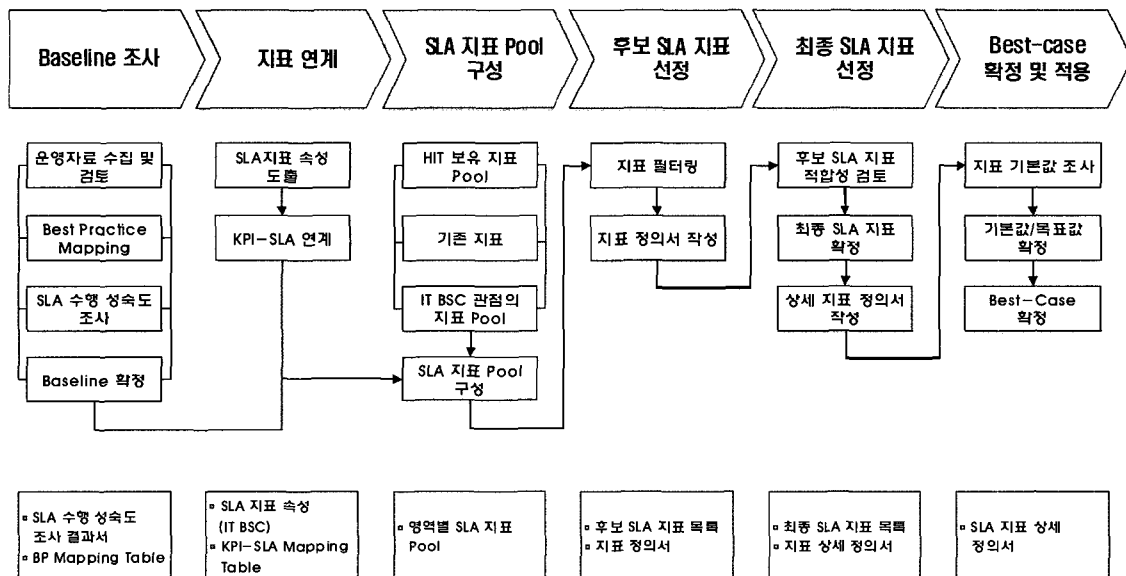 Baseline 조사
지표 연계
SLA 지표 Pool
구성
후보 SLA 지표
선정
최종 SLA 지표
선정
Best-case
확정 및 적용
운영자료 수집 및
검토
Best Practice
Mapping
SLA 수행 성숙도
조사
Baseline 확정
SLA지표 속성
도출
KPI-SLA 연계
HIT 보유 지표
Pool
기존 지표
IT BSC 관점의
지표 Pool
SLA 지표 Pool
구성
지표 필터링
지표 정의서 작성
후보 SLA 지표
적합성 검토
최종 SLA 지표
확정
상세 지표 정의서
작성
지표 기본값 조사
기본값/목표값
확정
Best-Case
확정
▫ SLA 수행 성숙도
조사 결과서
▫ BP Mapping Table
▫ SLA 지표 속성
(IT BSC)
▫ KPI-SLA Mapping
Table
▫ 영역별 SLA 지표
Pool
▫ 후보 SLA 지표 목록
▫ 지표 정의서
▫ 최종 SLA 지표 목록
▫ 지표 상세 정의서
▫ SLA 지표 상세
정의서